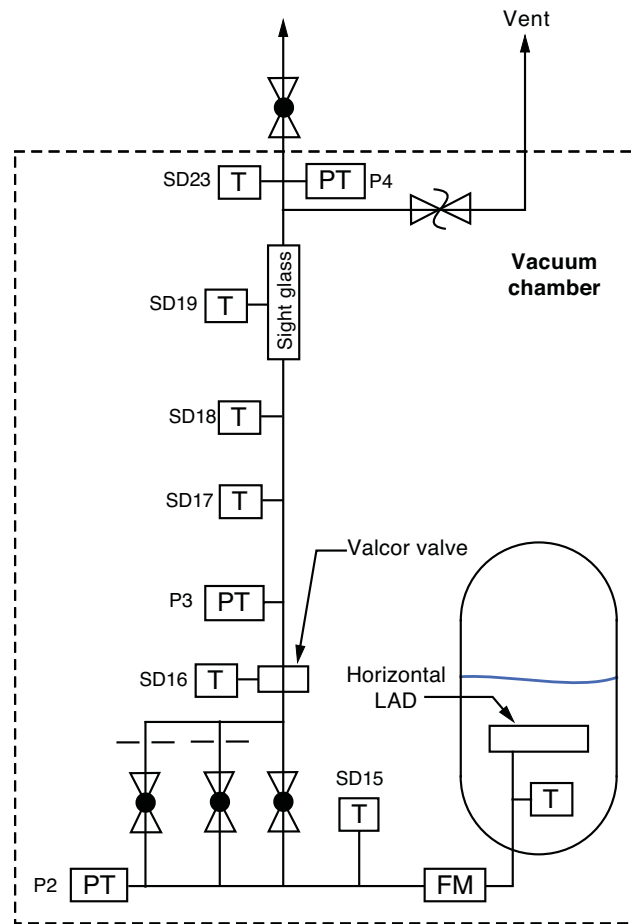 Vent
SD23
T
PT
P4
Vacuum
chamber
SD19
T
Sight glass
SD18
T
SD17
T
Valcor valve
P3
PT
SD16
T
Horizontal
LAD
SD15
T
T
P2
PT
FM